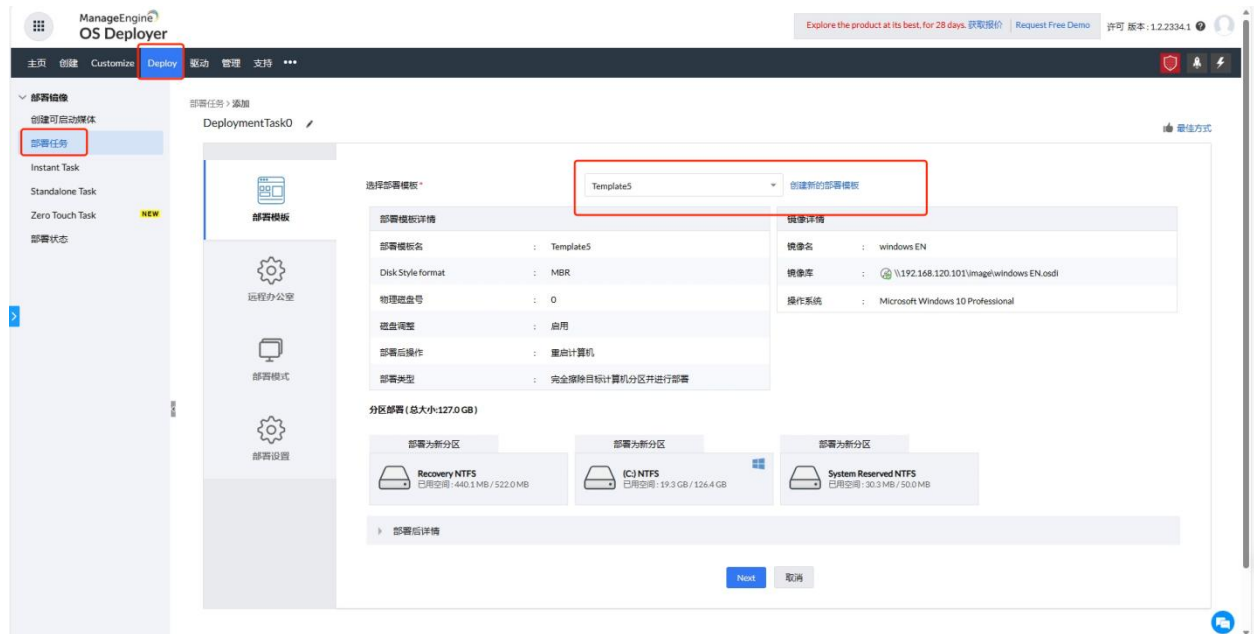 ManageEngine
OS Deployer
Explore the product at its best, for 28 days. 获取报价 Request Free Demo 许可 版本 : 1.2.2334.1
主页 创建 Customize Deploy 驱动 管理 支持 •••
部署镜像
创建可启动媒体
部署任务
Instant Task
Standalone Task
Zero Touch Task NEW
部署状态
部署任务 > 添加
DeploymentTask0
最佳方式
部署模板
远程办公室
部署模式
部署设置
选择部署模板 * Template5 创建新的部署模板
部署模板详情
部署模板名 : Template5
Disk Style format : MBR
物理磁盘号 : 0
磁盘调整 : 启用
部署后操作 : 重启计算机
部署类型 : 完全擦除目标计算机分区并进行部署
镜像详情
镜像名 : windows EN
镜像库 : \\192.168.120.101\image\windows EN.osdi
操作系统 : Microsoft Windows 10 Professional
分区部署 ( 总大小:127.0 GB )
部署为新分区
Recovery NTFS
已用空间 : 440.1 MB / 522.0 MB
部署为新分区
(C:) NTFS
已用空间 : 19.3 GB / 126.4 GB
部署为新分区
System Reserved NTFS
已用空间 : 30.3 MB / 50.0 MB
部署后详情
Next 取消